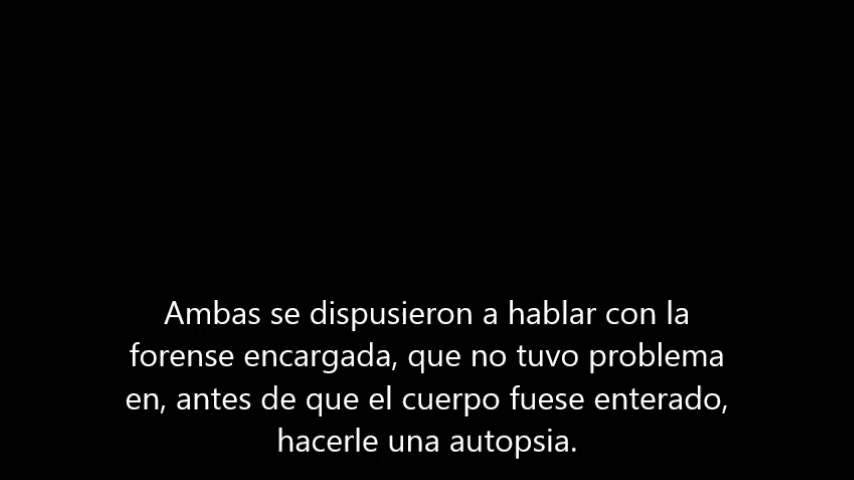 Ambas se dispusieron a hablar con la
forense encargada, que no tuvo problema
en, antes de que el cuerpo fuese enterado,
hacerle una autopsia.